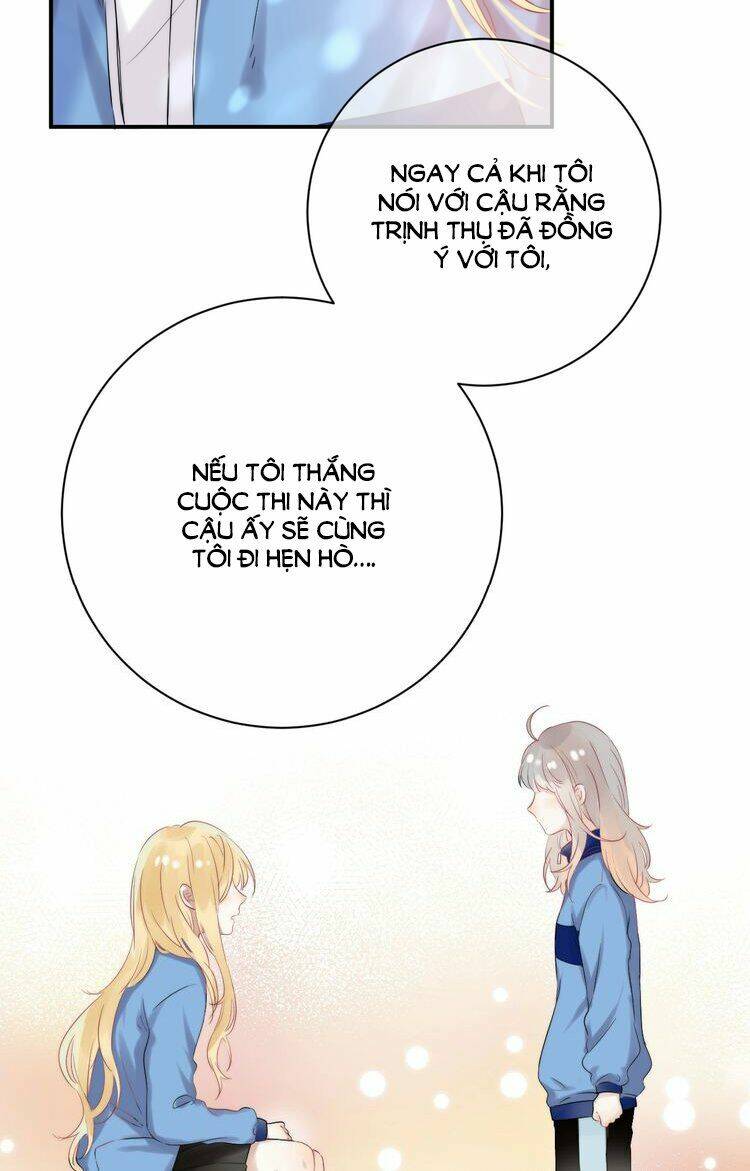 NGAY CẢ KHI TÔI
NÓI VỚI CẬU RẰNG
TRỊNH THỤ ĐÃ ĐỒNG
Ý VỚI TÔI,
NẾU TÔI THẮNG
CUỘC THI NÀY THÌ
CẬU ẤY SẼ CÙNG
TÔI ĐI HẸN HÒ....